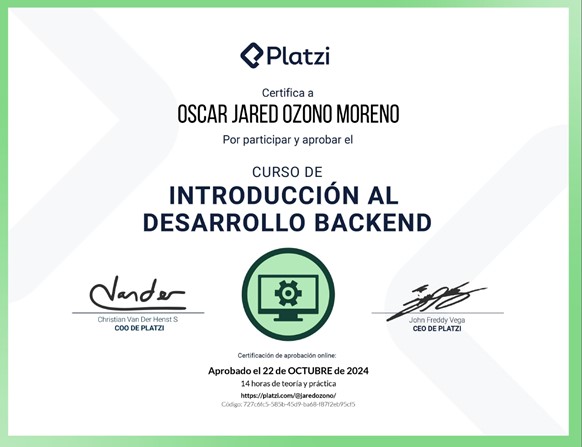 Platzi
Certifica a
OSCAR JARED OZONO MORENO
Por participar y aprobar el
CURSO DE
INTRODUCCIÓN AL
DESARROLLO BACKEND
Christian Van Der Henst S.
COO DE PLATZI
John Freddy Vega
CEO DE PLATZI
Certificación de aprobación online:
Aprobado el 22 de OCTUBRE de 2024
14 horas de teoría y práctica
https://platzi.com/@jaredozono/
Código: 727c6fc5-585b-45d9-ba68-f87f2eb95cf5